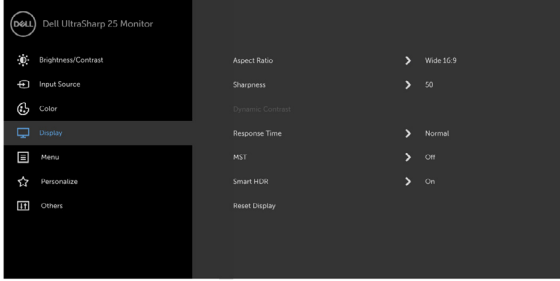 DELL Dell UltraSharp 25 Monitor
Brightness/Contrast
Input Source
Color
Display
Menu
Personalize
Others
Aspect Ratio Wide 16:9
Sharpness 50
Dynamic Contrast
Response Time Normal
MST Off
Smart HDR On
Reset Display